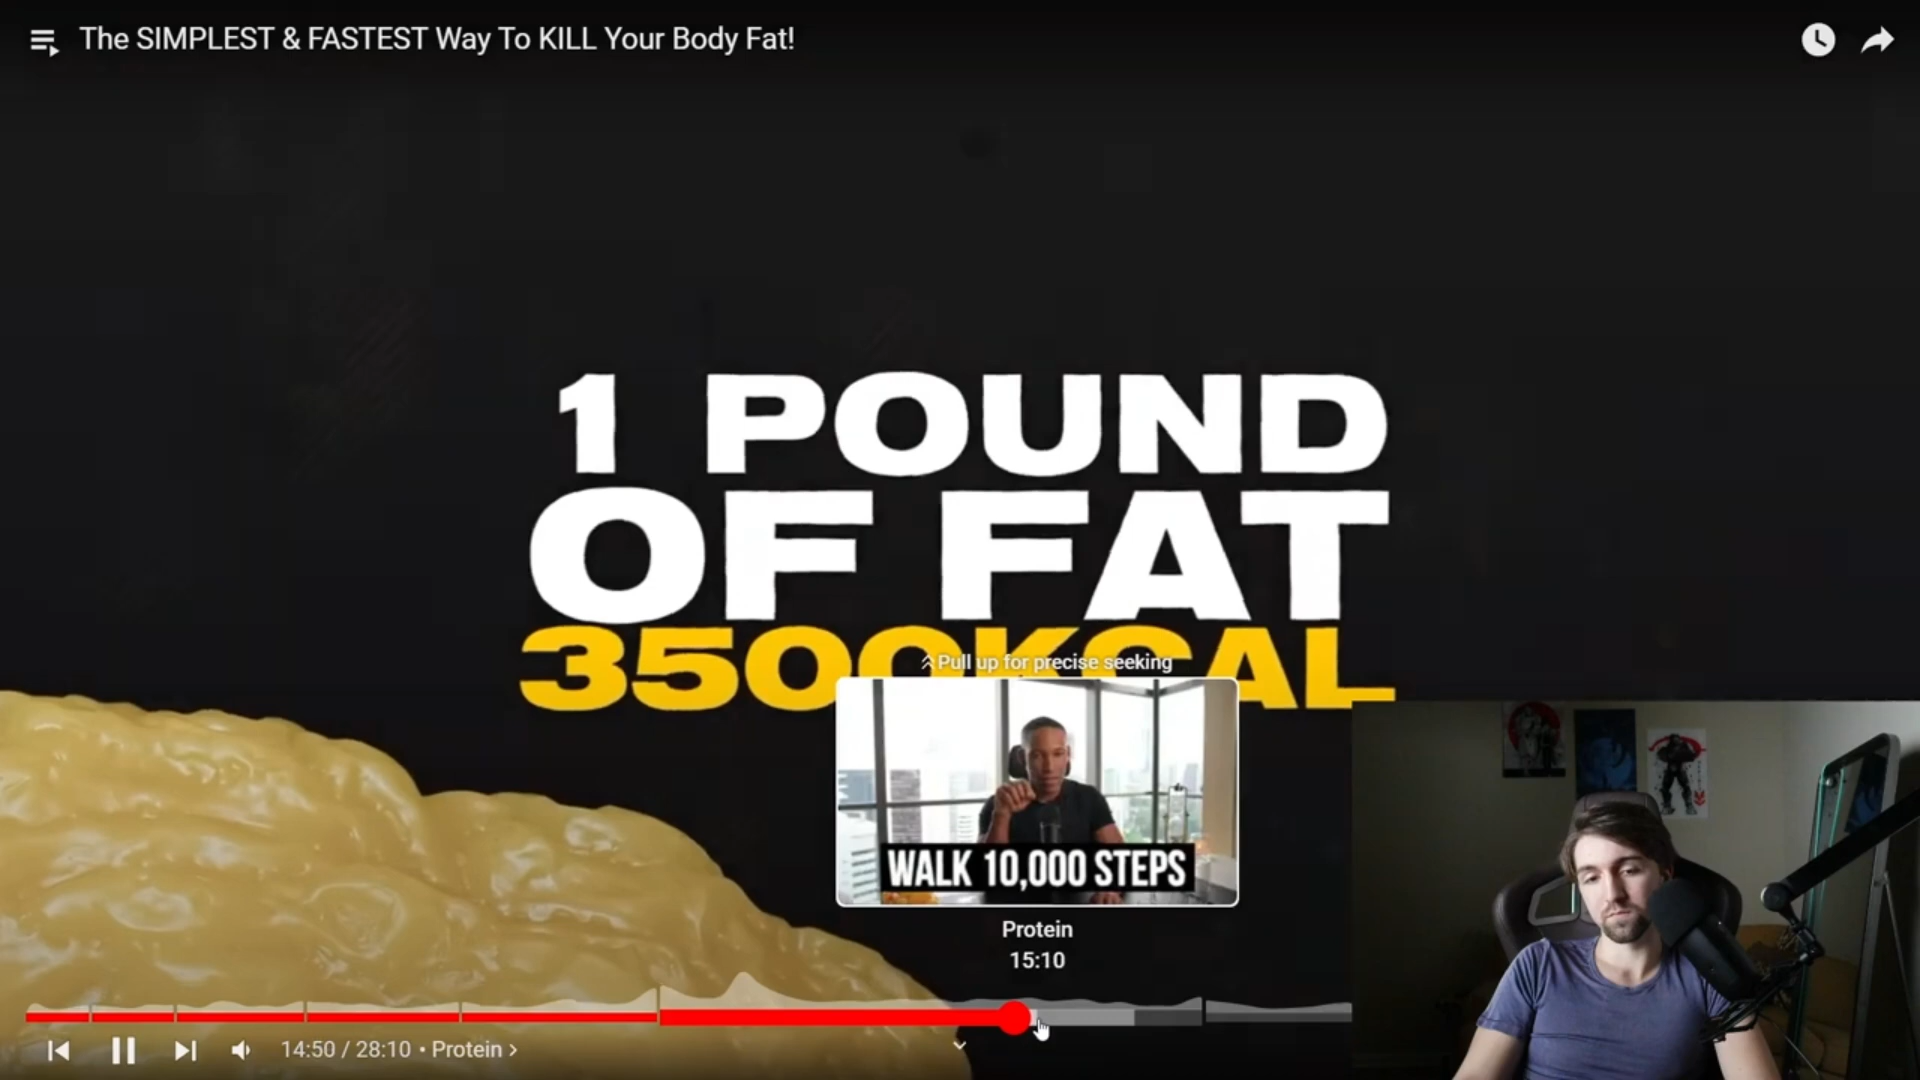 The SIMPLEST & FASTEST Way To KILL Your Body Fat!
1 POUND
OF FAT
3500KCAL
Pull up for precise seeking
WALK 10,000 STEPS
Protein
15:10
14:50 / 28:10 • Protein